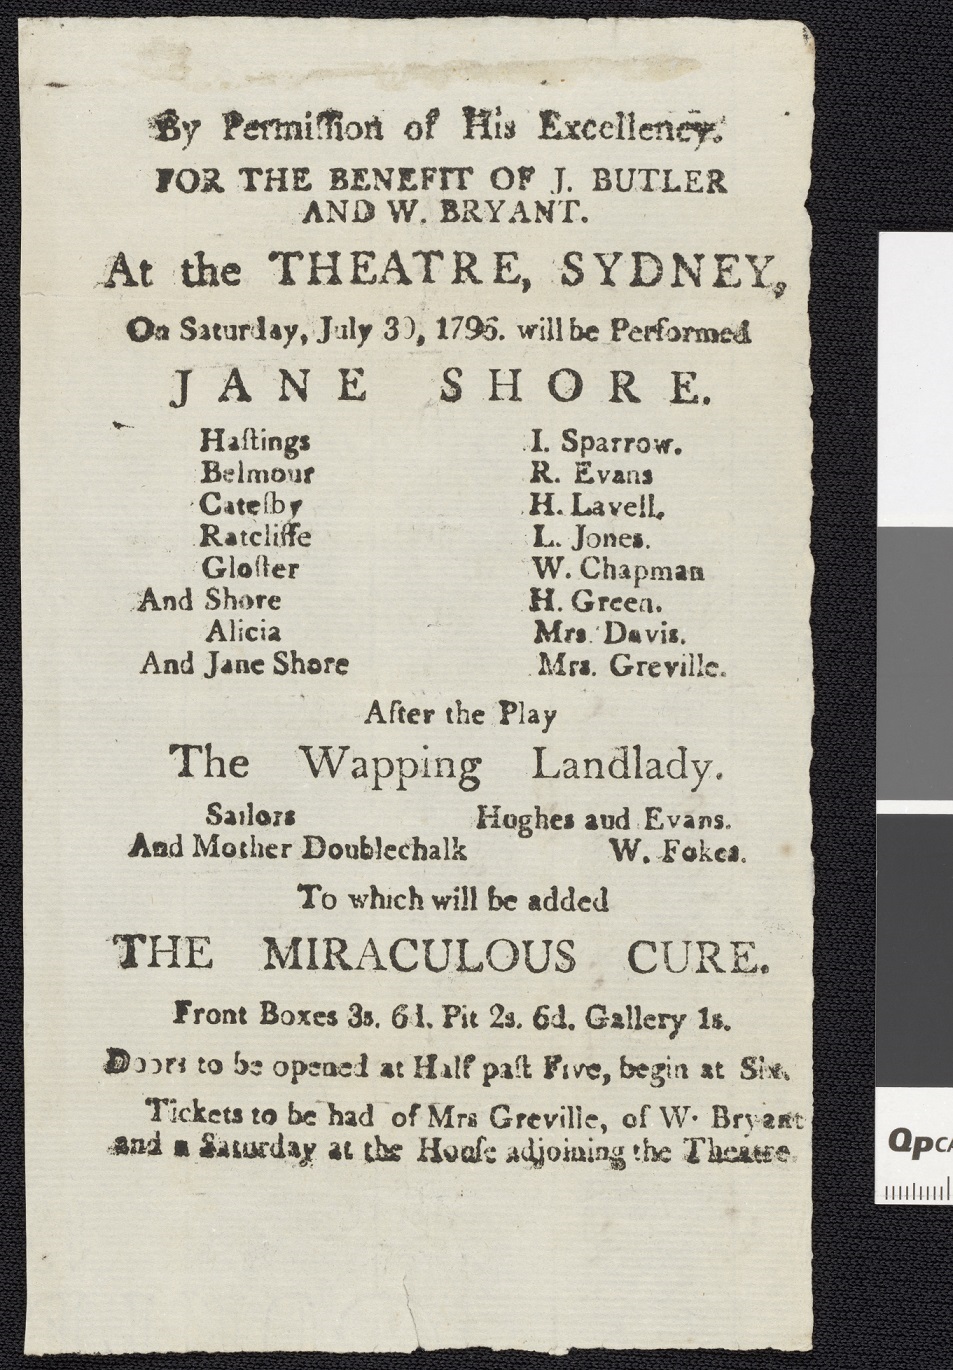 By Permiſſion of His Excellency.
FOR THE BENEFIT OF J. BUTLER
AND W. BRYANT.
At the THEATRE, SYDNEY,
On Saturday, July 30, 1796. will be Performed
JANE SHORE.
Haſtings I. Sparrow.
Belmour R. Evans
Cateſby H. Lavell,
Ratcliffe L. Jones.
Gloſter W. Chapman
And Shore H. Green.
Alicia Mrs. Davis.
And Jane Shore Mrs. Greville.
After the Play
The Wapping Landlady.
Sailors Hughes aud Evans.
And Mother Doublechalk W. Fokes.
To which will be added
THE MIRACULOUS CURE.
Front Boxes 3s. 6d. Pit 2s. 6d. Gallery 1s.
Doors to be opened at Half paſt Five, begin at Six.
Tickets to be had of Mrs Greville, of W. Bryant
and a Saturday at the Houſe adjoining the Theatre
QpCA